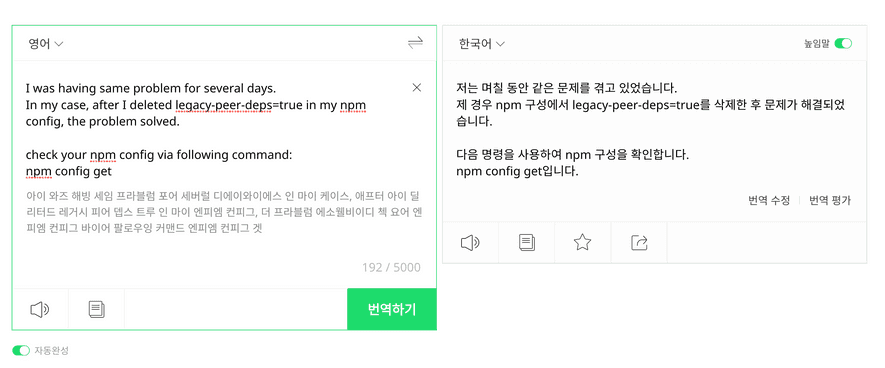 영어
한국어
높임말
I was having same problem for several days.
In my case, after I deleted legacy-peer-deps=true in my npm
config, the problem solved.
check your npm config via following command:
npm config get
아이 와즈 해빙 세임 프라블럼 포어 세버럴 디에이와이에스 인 마이 케이스, 애프터 아이 딜
리터드 레거시 피어 뎁스 트루 인 마이 엔피엠 컨피그, 더 프라블럼 에소웰비이디 첵 요어 엔
피엠 컨피그 바이어 팔로우잉 커맨드 엔피엠 컨피그 겟
192 / 5000
번역하기
자동완성
저는 며칠 동안 같은 문제를 겪고 있었습니다.
제 경우 npm 구성에서 legacy-peer-deps=true를 삭제한 후 문제가 해결되었
습니다.
다음 명령을 사용하여 npm 구성을 확인합니다.
npm config get입니다.
번역 수정
번역 평가